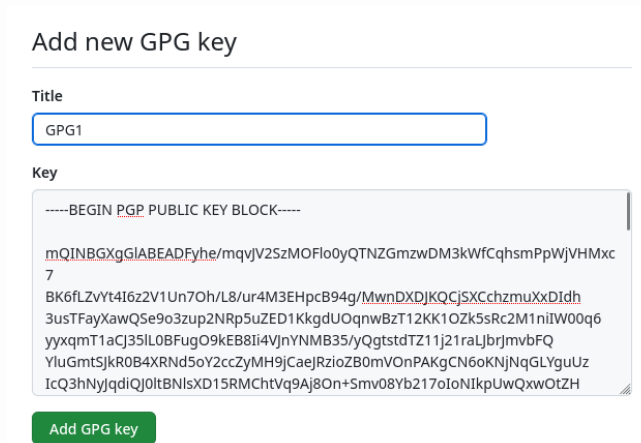 Add new GPG key
Title
GPG1
Key
-----BEGIN PGP PUBLIC KEY BLOCK-----
mQINBGXgGlABEADFyhe/mqvJV2SzMOFlo0yQTNZGmzwDM3kWfCqhsmPpWjVHMxc
7
BK6fLZvYt4I6z2V1Un7Oh/L8/ur4M3EHpcB94g/MwnDXDJKQCjSXCchzmuXxDIdh
3usTFayXawQSe9o3zup2NRp5uZED1KkgdUOqnwBzT12KK1OZk5sRc2M1niIW00q6
yyxqmT1aCJ35lL0BFugO9kEB8Ii4VJnYNMB35/yQgtstdTZ11j21raLJbrJmvbFQ
YluGmtSJkR0B4XRNd5oY2ccZyMH9jCaeJRzioZB0mVOnPAKgCN6oKNjNqGLYguUz
IcQ3hNyJqdiQJ0ltBNlsXD15RMChtVq9Aj8On+Smv08Yb217oIoNIkpUwQxwOtZH
Add GPG key